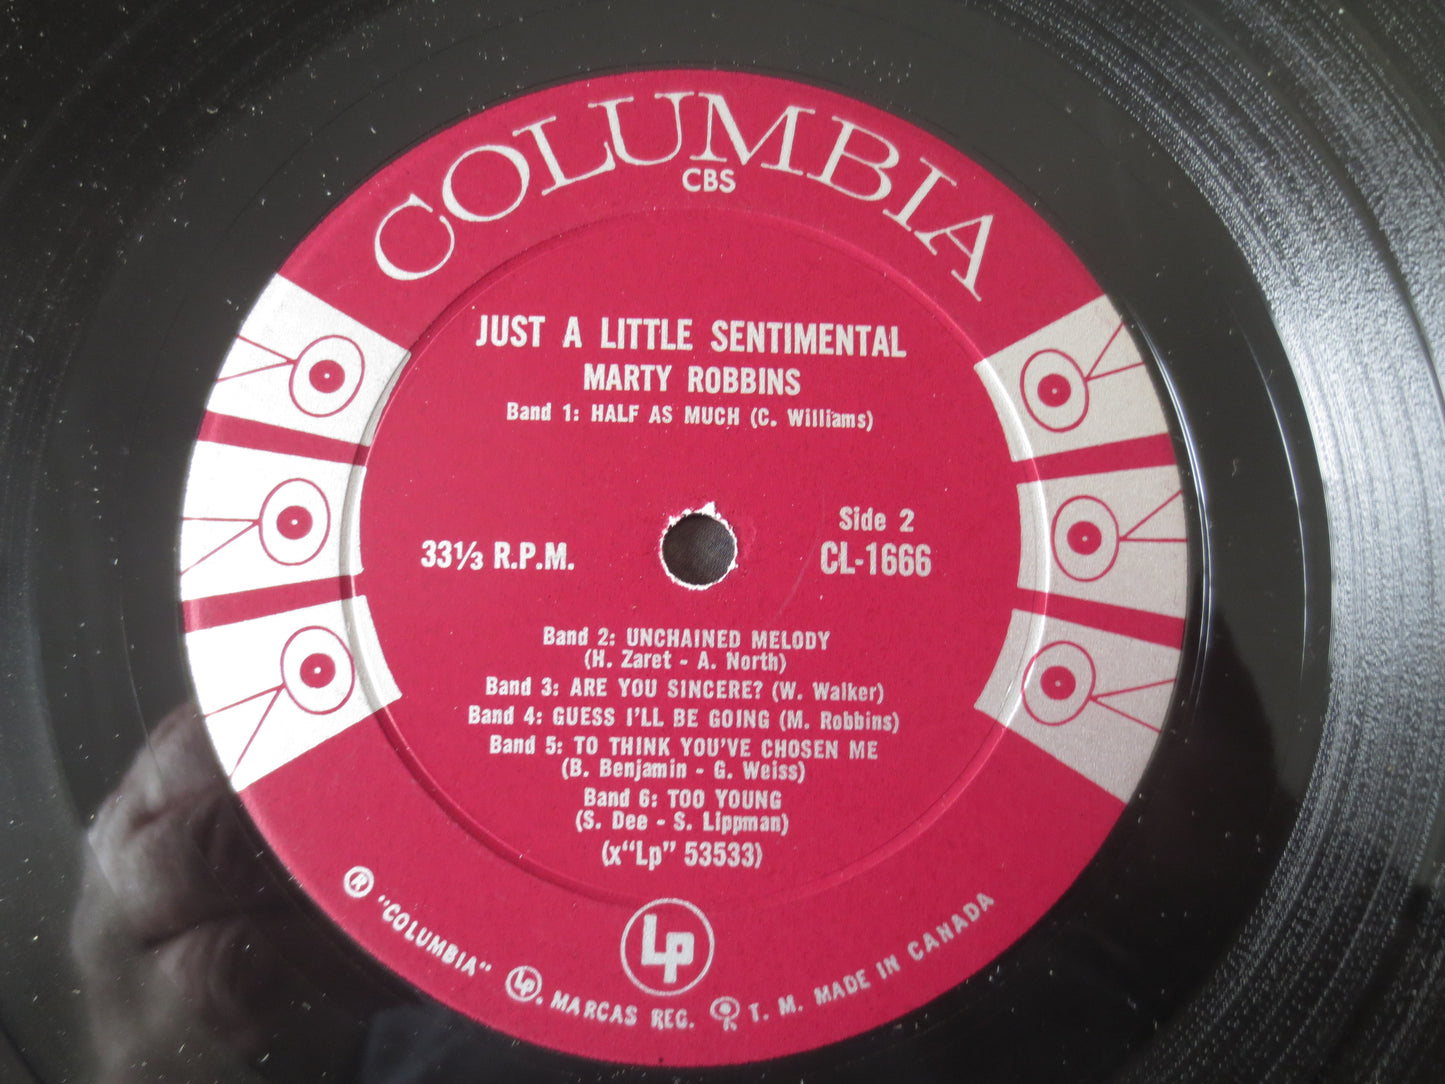 COLUMBIA
CBS
JUST A LITTLE SENTIMENTAL
MARTY ROBBINS
Band 1: HALF AS MUCH (C. Williams)
Side 2
33⅓ R.P.M.
CL-1666
Band 2: UNCHAINED MELODY
(H. Zaret - A. North)
Band 3: ARE YOU SINCERE? (W. Walker)
Band 4: GUESS I'LL BE GOING (M. Robbins)
Band 5: TO THINK YOU'VE CHOSEN ME
(B. Benjamin - G. Weiss)
Band 6: TOO YOUNG
(S. Dee - S. Lippman)
(x“Lp” 53533)
LP
® "COLUMBIA" LP. MARCAS REG. T. M. MADE IN CANADA